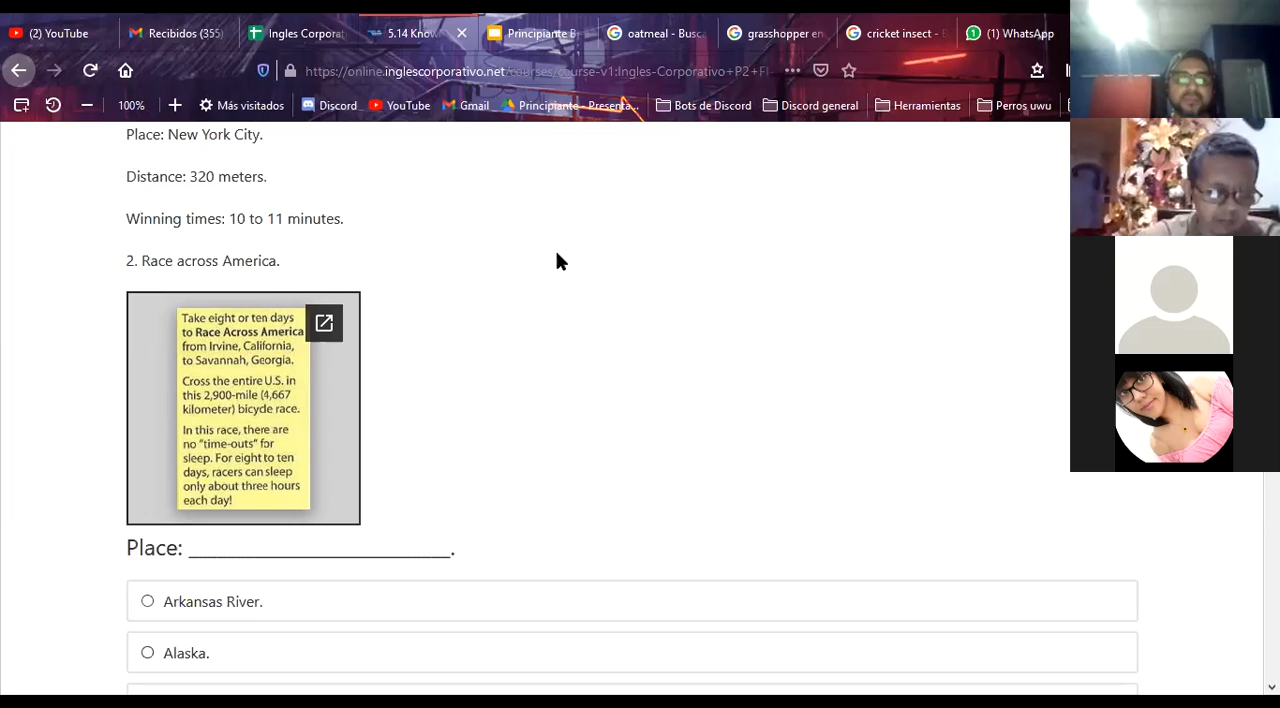 (2) YouTube
Recibidos (355)
Ingles Corporat
5.14 Know
Principiante B
oatmeal - Busca
grasshopper en
cricket insect - B
(1) WhatsApp
https://online.inglescorporativo.net/courses/course-v1:Ingles-Corporativo+P2+FI-
100%
Más visitados
Discord
YouTube
Gmail
Principiante - Presenta...
Bots de Discord
Discord general
Herramientas
Perros uwu
Place: New York City.
Distance: 320 meters.
Winning times: 10 to 11 minutes.
2. Race across America.
Take eight or ten days
to Race Across America
from Irvine, California,
to Savannah, Georgia.
Cross the entire U.S. in
this 2,900-mile (4,667
kilometer) bicycle race.
In this race, there are
no "time-outs" for
sleep. For eight to ten
days, racers can sleep
only about three hours
each day!
Place: __________________________.
Arkansas River.
Alaska.